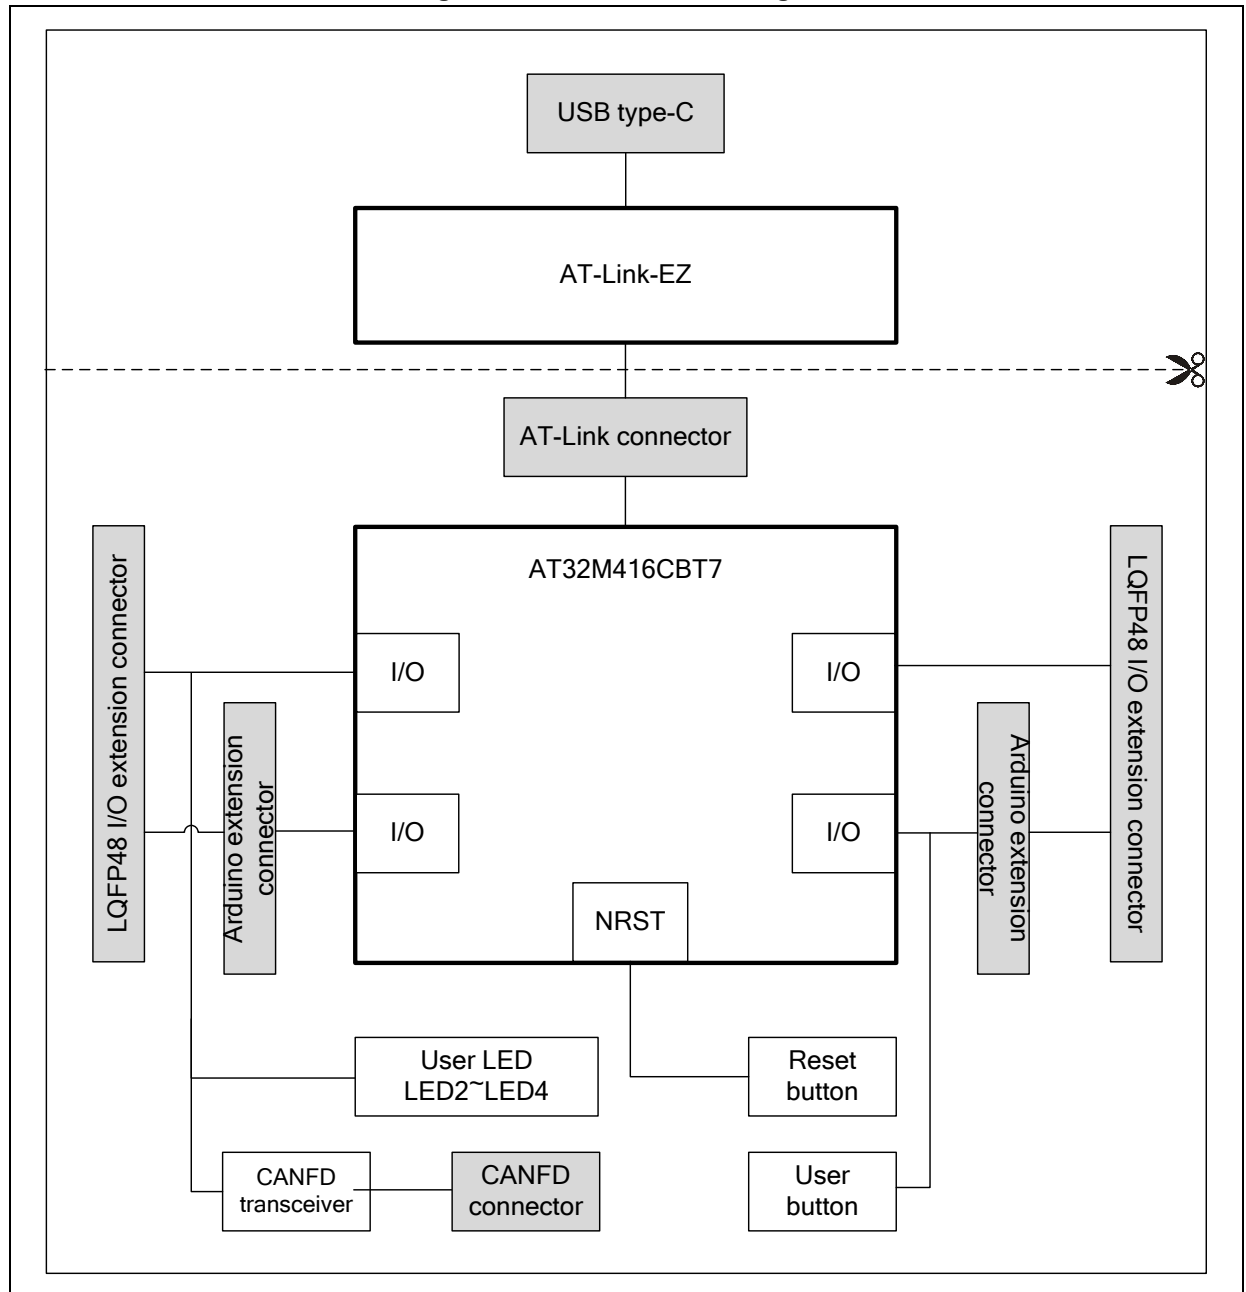 USB type-C
AT-Link-EZ
AT-Link connector
AT32M416CBT7
LQFP48 I/O extension connector
I/O
I/O
LQFP48 I/O extension connector
Arduino extension
connector
I/O
I/O
Arduino extension
connector
NRST
User LED
LED2~LED4
Reset
button
CANFD
transceiver
CANFD
connector
User
button